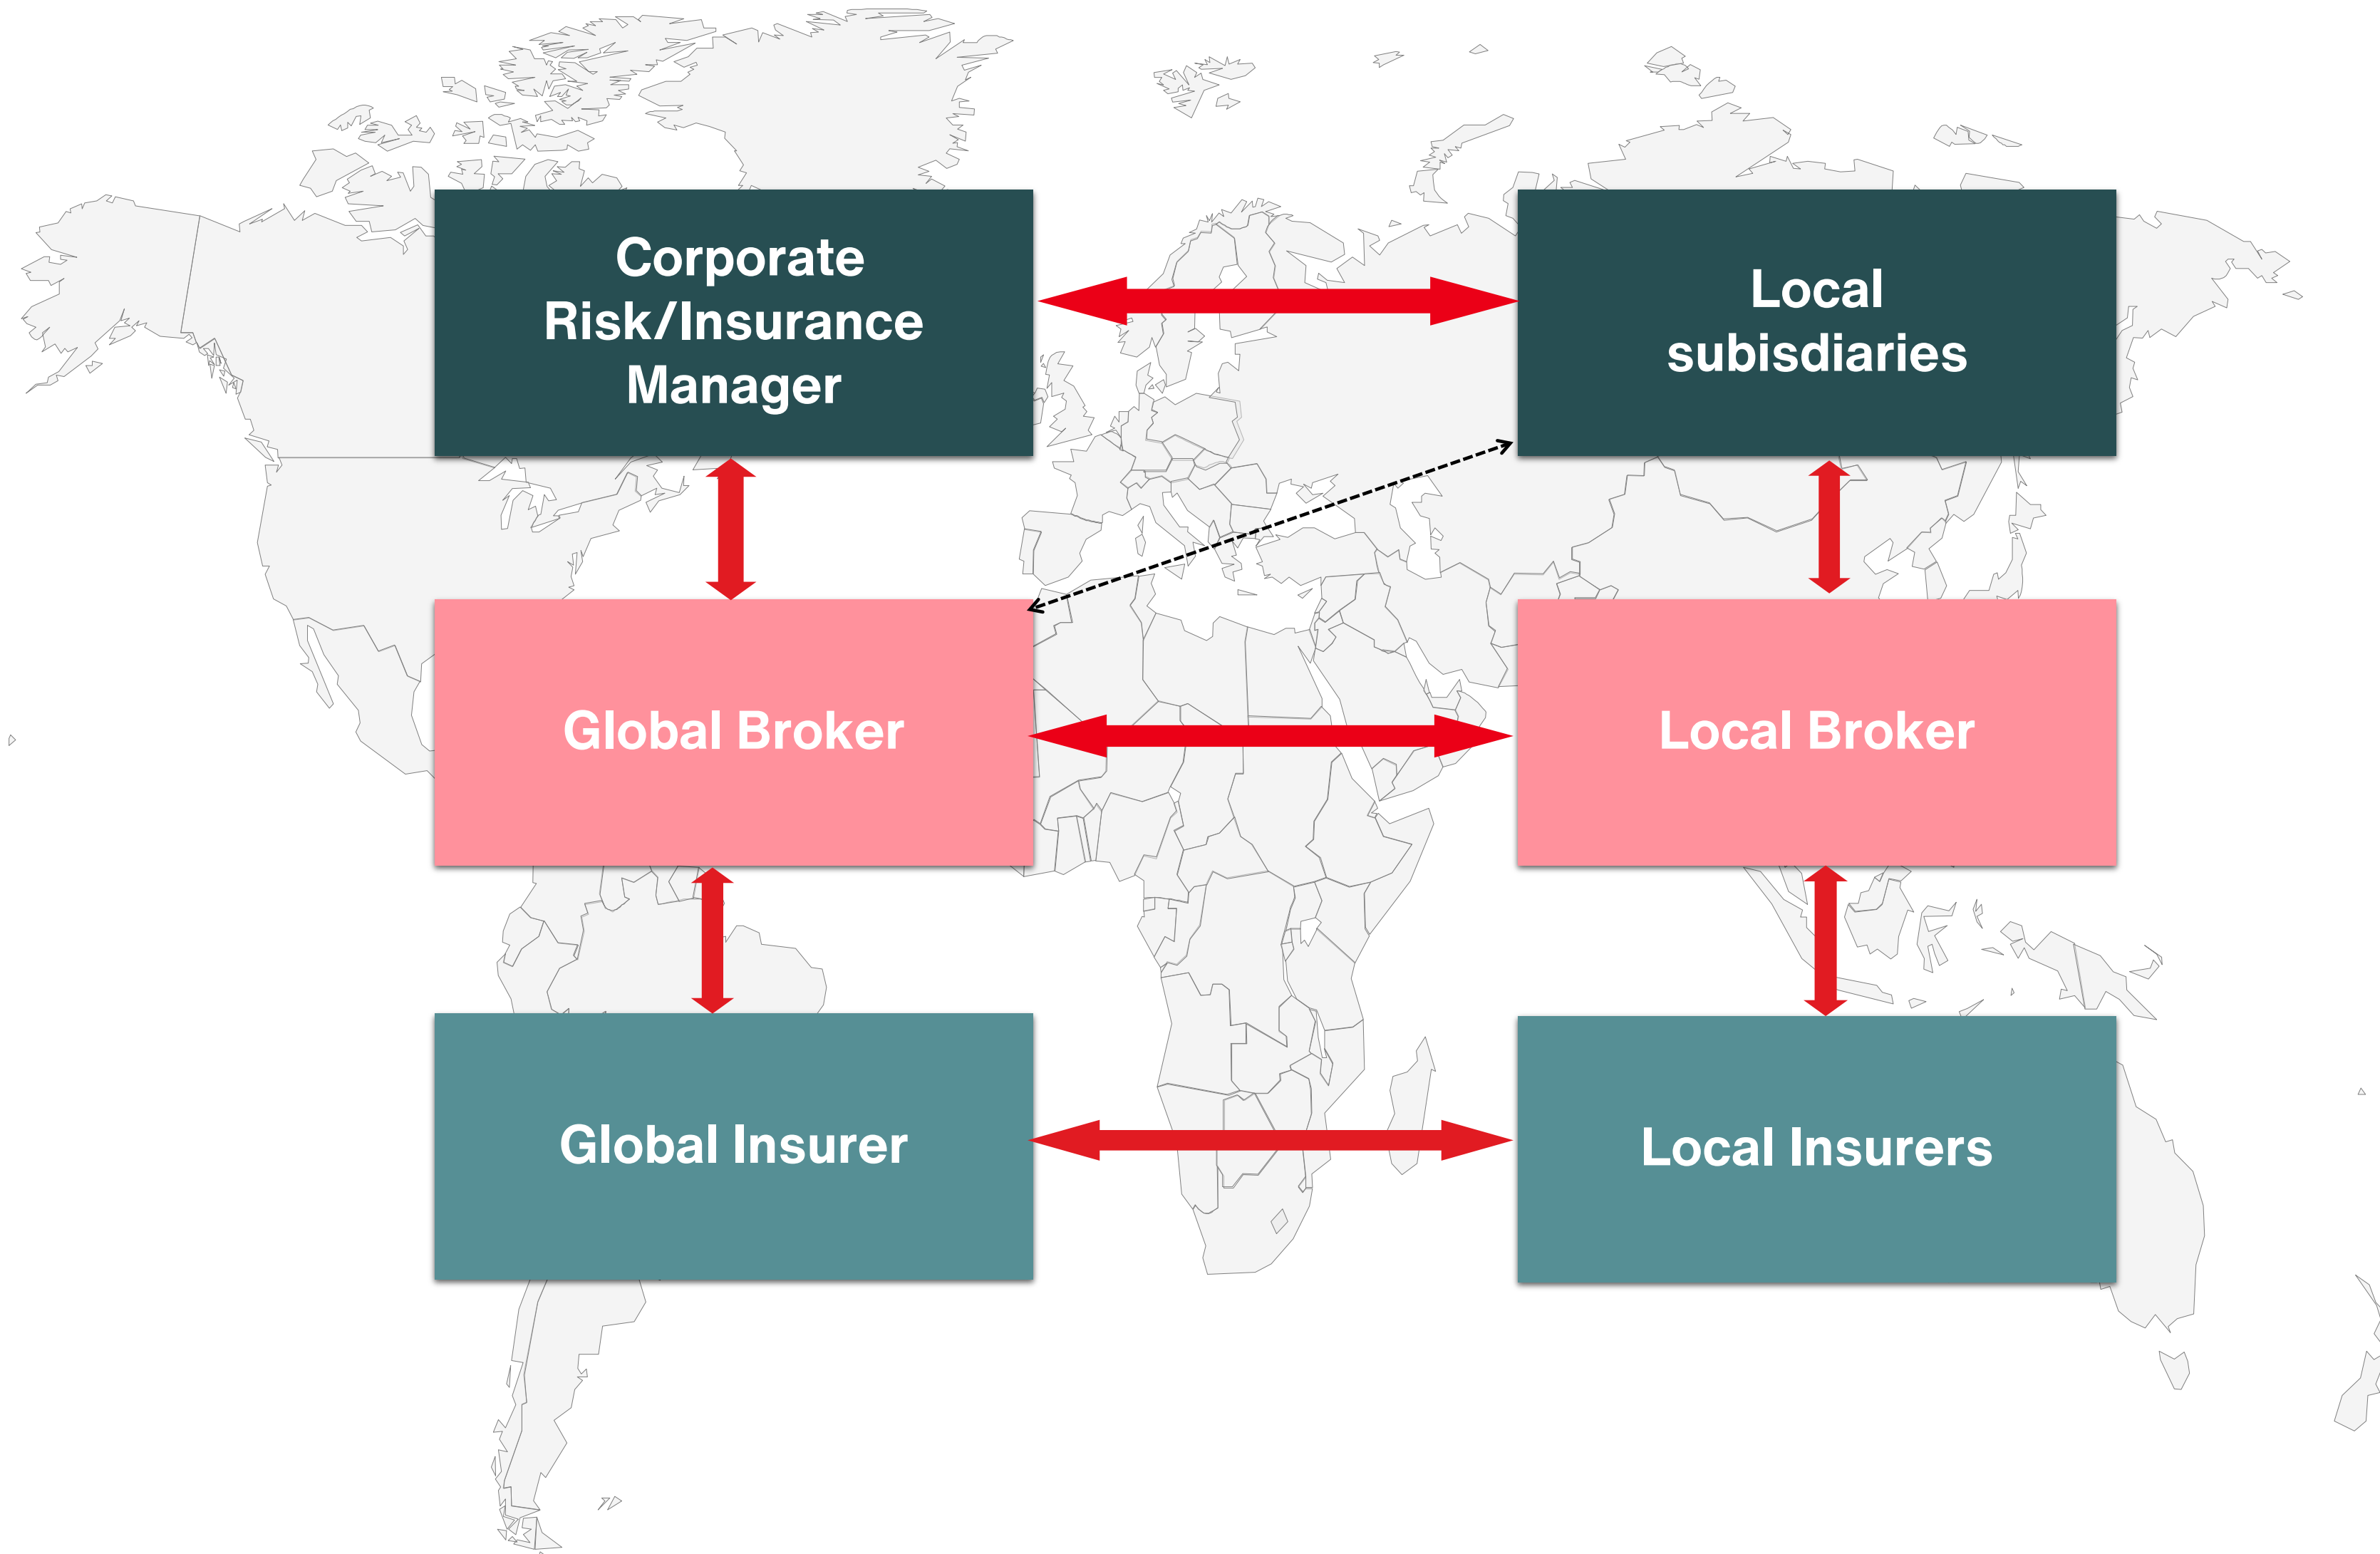 Corporate
Risk/Insurance
Manager
Local
subisdiaries
Global Broker
Local Broker
Global Insurer
Local Insurers